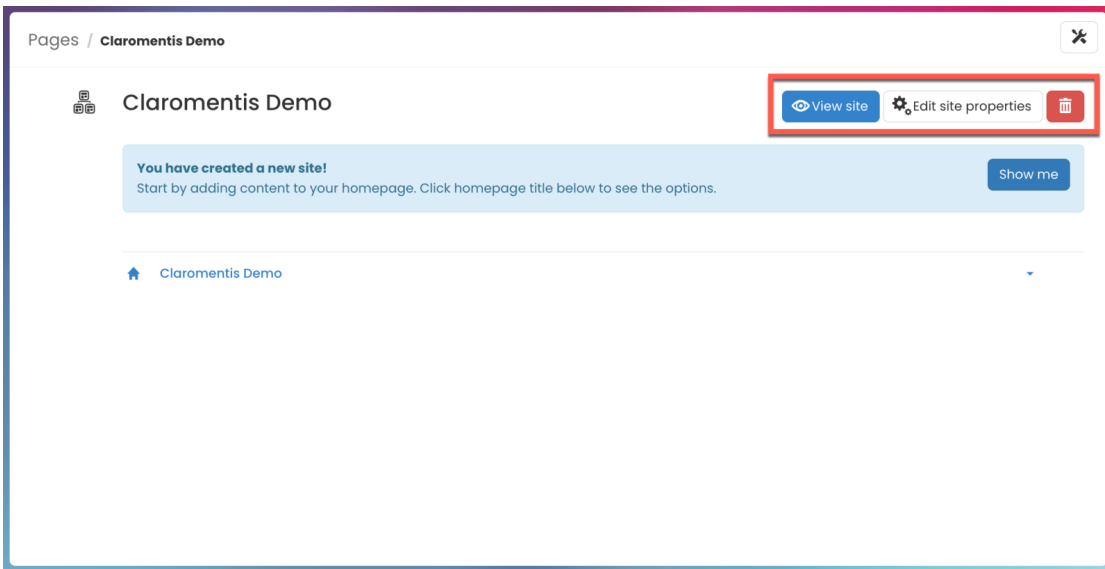 Pages / Claromentis Demo
Claromentis Demo
View site
Edit site properties
You have created a new site!
Start by adding content to your homepage. Click homepage title below to see the options.
Show me
Claromentis Demo